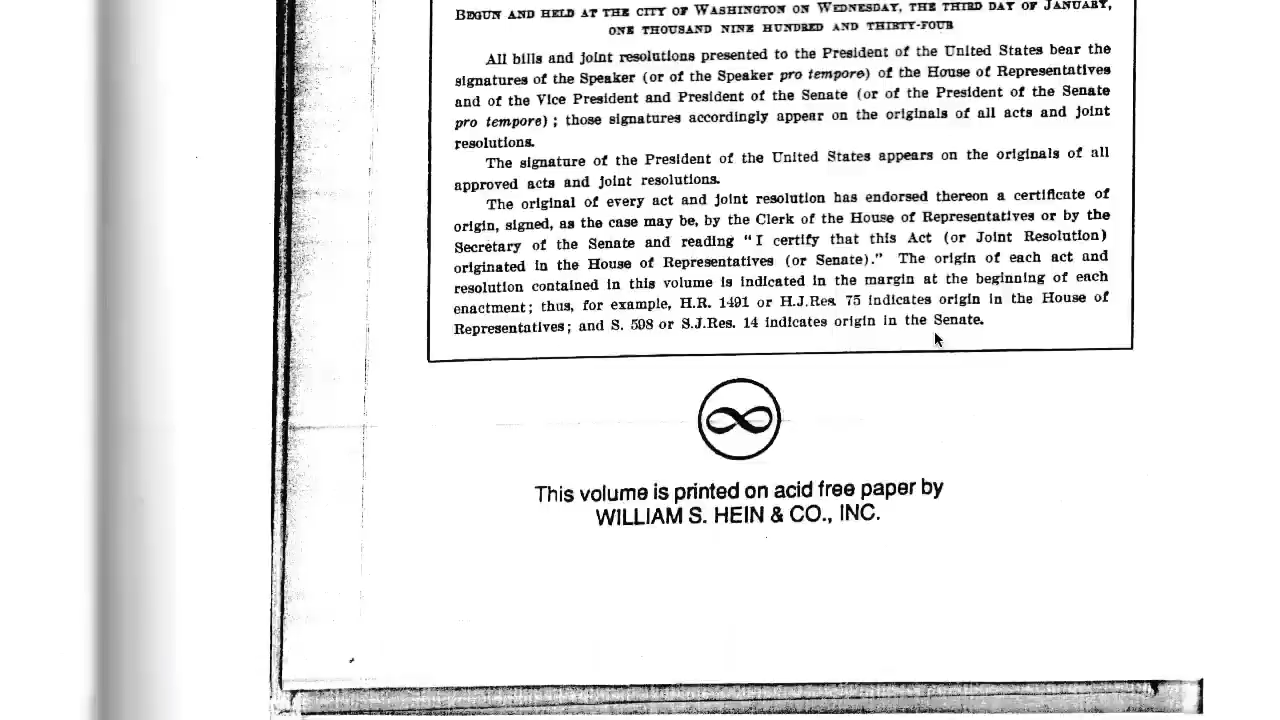 BEGUN AND HELD AT THE CITY OF WASHINGTON ON WEDNESDAY, THE THIRD DAY OF JANUARY,
ONE THOUSAND NINE HUNDRED AND THIRTY-FOUR
All bills and joint resolutions presented to the President of the United States bear the
signatures of the Speaker (or of the Speaker pro tempore) of the House of Representatives
and of the Vice President and President of the Senate (or of the President of the Senate
pro tempore) ; those signatures accordingly appear on the originals of all acts and joint
resolutions.
The signature of the President of the United States appears on the originals of all
approved acts and joint resolutions.
The original of every act and joint resolution has endorsed thereon a certificate of
origin, signed, as the case may be, by the Clerk of the House of Representatives or by the
Secretary of the Senate and reading "I certify that this Act (or Joint Resolution)
originated in the House of Representatives (or Senate)." The origin of each act and
resolution contained in this volume is indicated in the margin at the beginning of each
enactment; thus, for example, H.R. 1491 or H.J.Res. 75 indicates origin in the House of
Representatives; and S. 598 or S.J.Res. 14 indicates origin in the Senate.
This volume is printed on acid free paper by
WILLIAM S. HEIN & CO., INC.